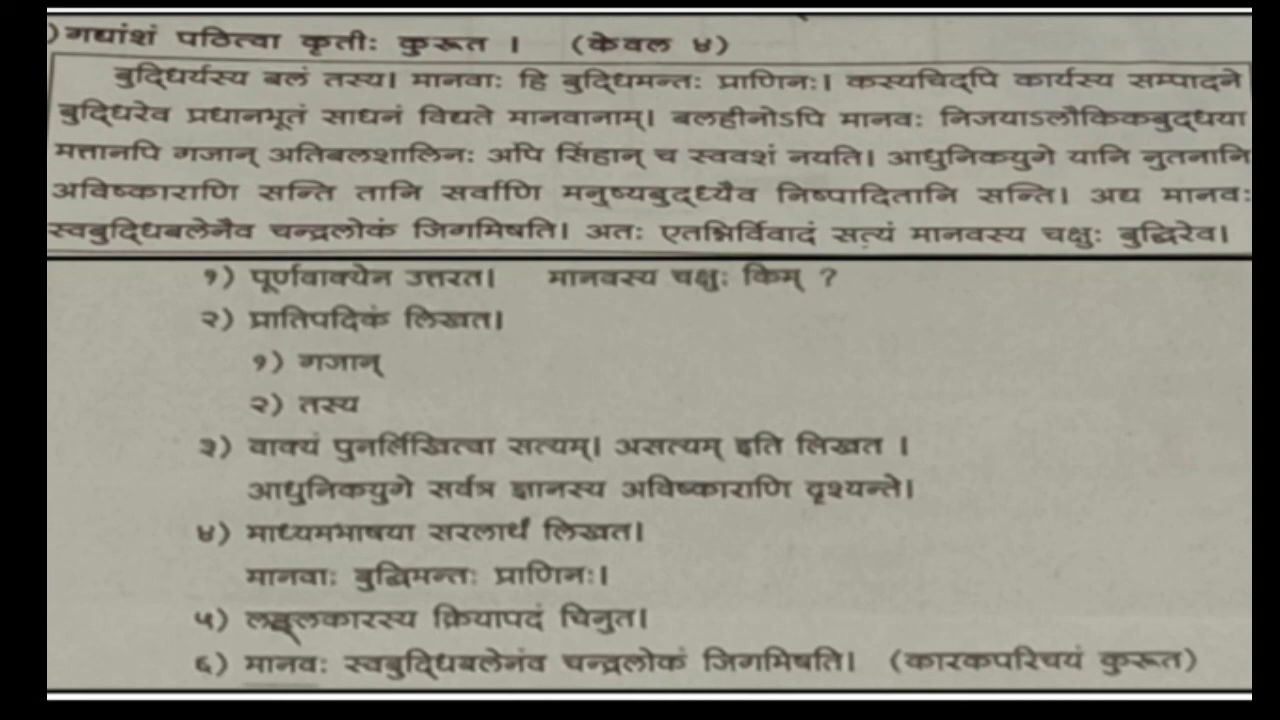 ) गद्यांशं पठित्वा कृतीः कुरूत । (केवल ४)
बुद्धिर्यस्य बलं तस्य। मानवाः हि बुद्धिमन्तः प्राणिनः। कस्यचिद्पि कार्यस्य सम्पादने
बुद्धिरेव प्रधानभूतं साधनं विद्यते मानवानाम्। बलहीनोऽपि मानवः निजयाऽलौकिकबुद्धया
मत्तानपि गजान् अतिबलशालिनः अपि सिंहान् च स्ववशं नयति। आधुनिकयुगे यानि नुतनानि
अविष्काराणि सन्ति तानि सर्वाणि मनुष्यबुद्ध्यैव निष्पादितानि सन्ति। अद्य मानवः
स्वबुद्धिबलेनैव चन्द्रलोकं जिगमिषति। अतः एतन्निर्विवादं सत्यं मानवस्य चक्षुः बुद्धिरेव।
१) पूर्णवाक्येन उत्तरत। मानवस्य चक्षुः किम् ?
२) प्रातिपदिकं लिखत।
१) गजान्
२) तस्य
३) वाक्यं पुनर्लिखित्वा सत्यम्। असत्यम् इति लिखत ।
आधुनिकयुगे सर्वत्र ज्ञानस्य अविष्काराणि दृश्यन्ते।
४) माध्यमभाषया सरलार्थं लिखत।
मानवाः बुद्धिमन्तः प्राणिनः।
५) क्रियापदं चिनुत।
६) मानवः स्वबुद्धिबलेनंव चन्द्रलोकं जिगमिषति। (कारकपरिचयं कुरूत)